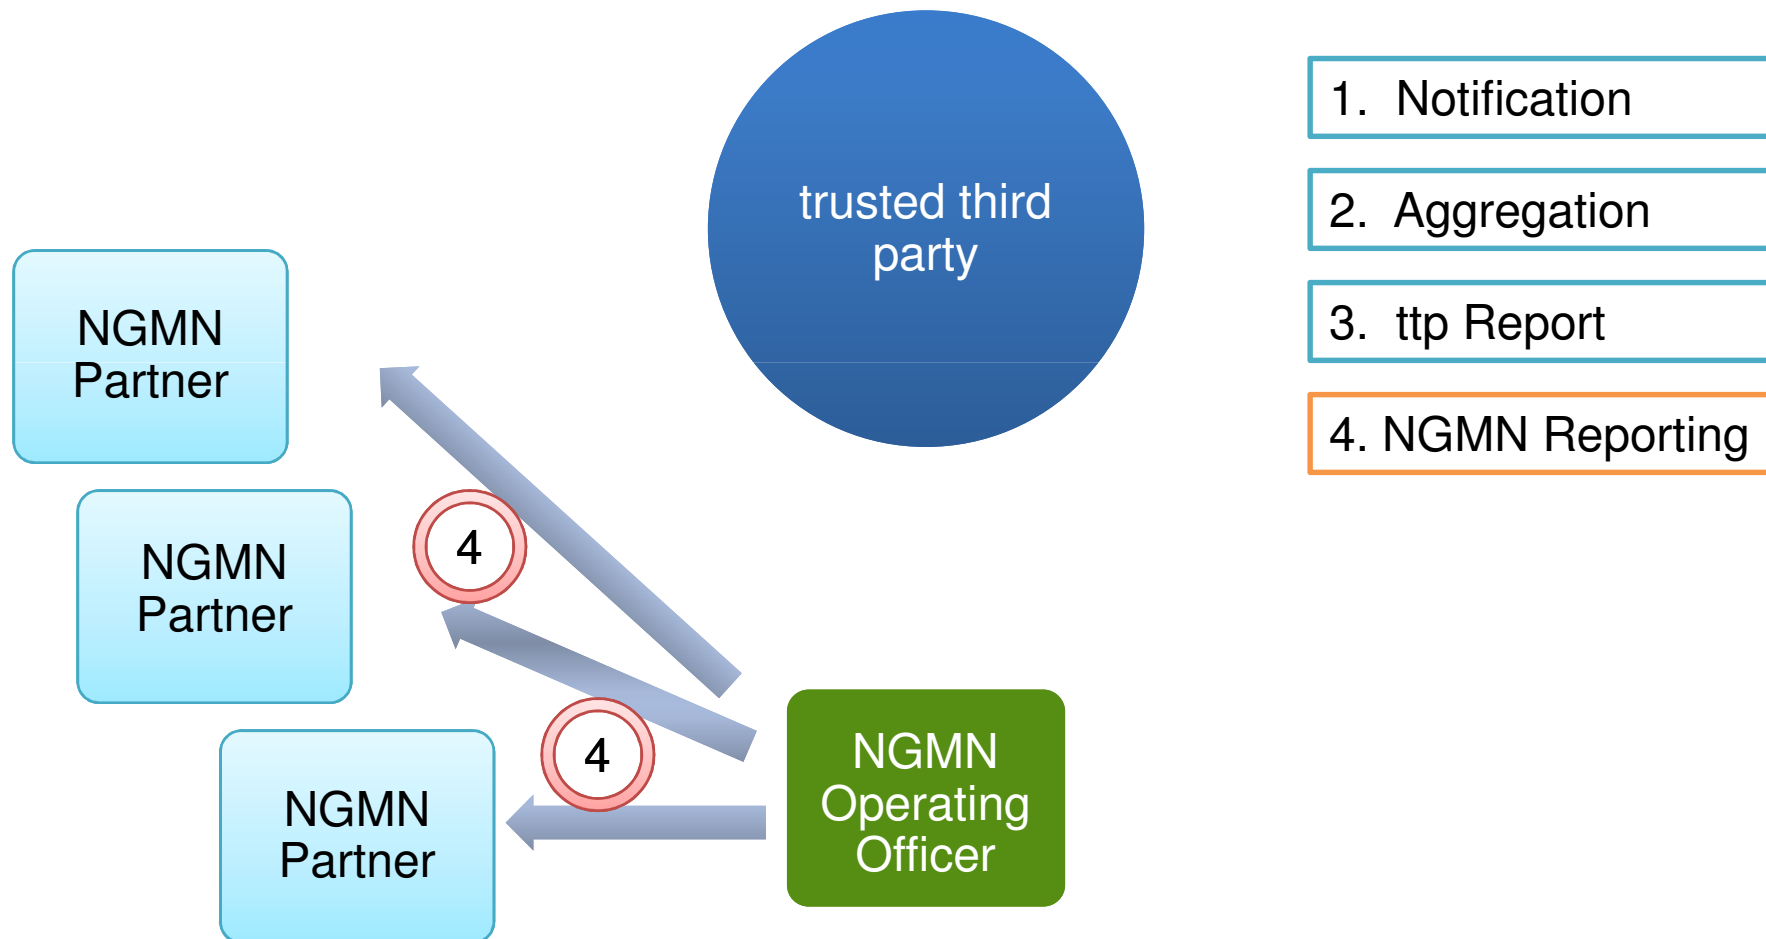 trusted third
party
1. Notification
2. Aggregation
3. ttp Report
4. NGMN Reporting
NGMN
Partner
4
NGMN
Partner
4
NGMN
Partner
NGMN
Operating
Officer